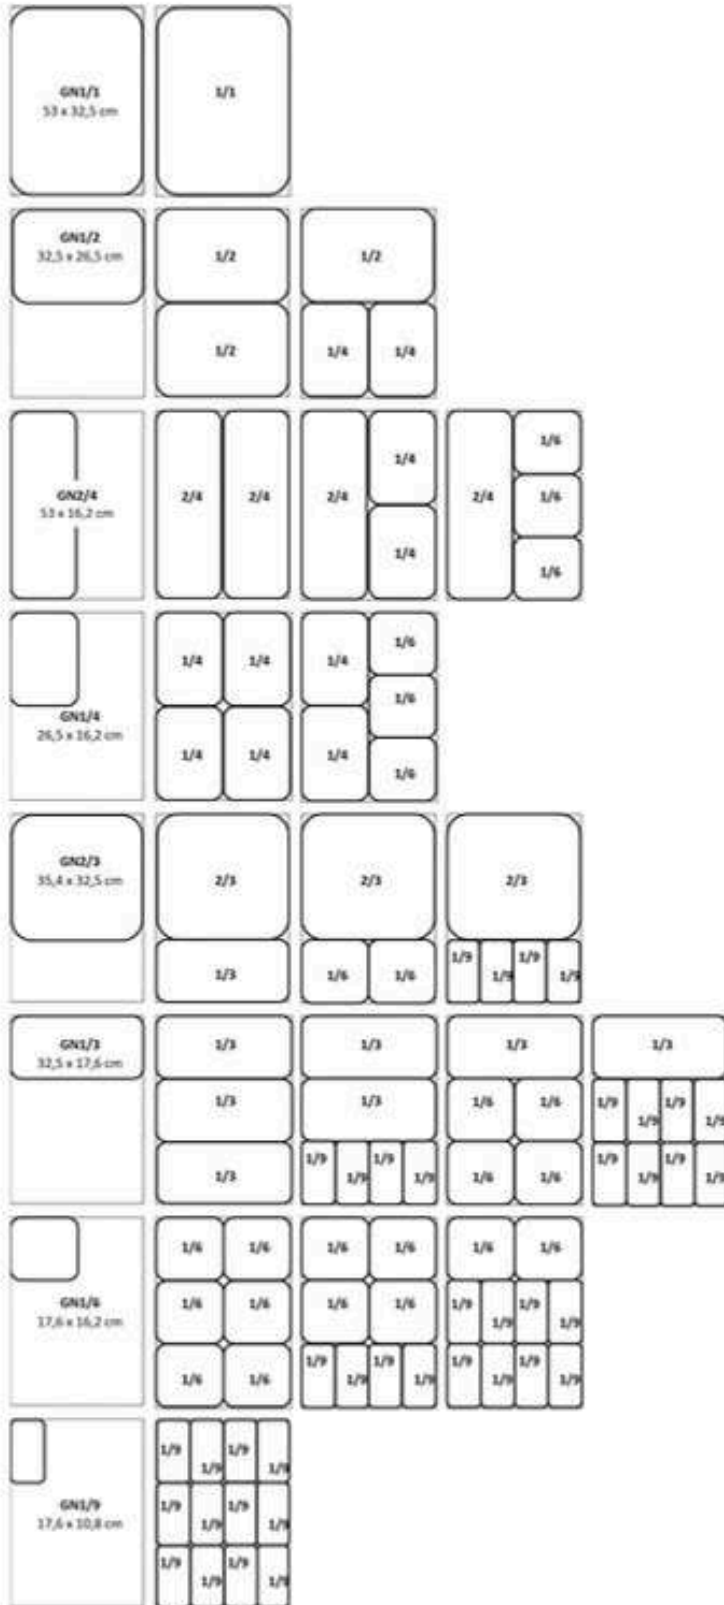 GN1/1
53 x 32,5 cm
1/1
GN1/2
32,5 x 26,5 cm
1/2
1/2
1/2
1/4 1/4
GN2/4
53 x 16,2 cm
2/4 2/4
2/4 1/4
1/4
2/4 1/6
1/6
1/6
GN1/4
26,5 x 16,2 cm
1/4 1/4
1/4 1/4
1/4 1/6
1/6
1/4 1/6
GN2/3
35,4 x 32,5 cm
2/3
1/3
2/3
1/6 1/6
2/3
1/9 1/9 1/9 1/9
GN1/3
32,5 x 17,6 cm
1/3
1/3
1/3
1/3
1/3
1/9 1/9 1/9 1/9
1/3
1/6 1/6
1/6 1/6
1/3
1/9 1/9 1/9 1/9
1/9 1/9 1/9 1/9
GN1/6
17,6 x 16,2 cm
1/6 1/6
1/6 1/6
1/6 1/6
1/6 1/6
1/6 1/6
1/9 1/9 1/9 1/9
1/6 1/6
1/9 1/9 1/9 1/9
1/9 1/9 1/9 1/9
GN1/9
17,6 x 10,8 cm
1/9 1/9 1/9 1/9
1/9 1/9 1/9 1/9
1/9 1/9 1/9 1/9